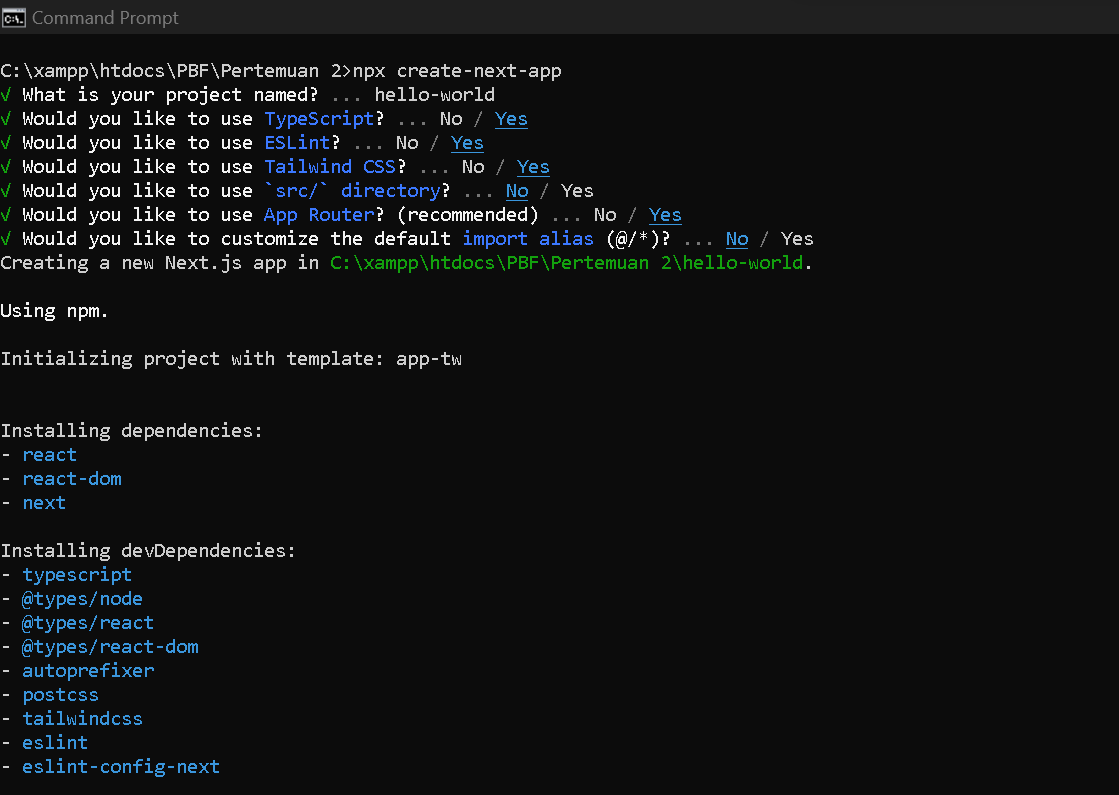 Command Prompt
C:\xampp\htdocs\PBF\Pertemuan 2>npx create-next-app
√ What is your project named? ... hello-world
√ Would you like to use TypeScript? ... No / Yes
√ Would you like to use ESLint? ... No / Yes
√ Would you like to use Tailwind CSS? ... No / Yes
√ Would you like to use `src/` directory? ... No / Yes
√ Would you like to use App Router? (recommended) ... No / Yes
√ Would you like to customize the default import alias (@/*)? ... No / Yes
Creating a new Next.js app in C:\xampp\htdocs\PBF\Pertemuan 2\hello-world.
Using npm.
Initializing project with template: app-tw
Installing dependencies:
- react
- react-dom
- next
Installing devDependencies:
- typescript
- @types/node
- @types/react
- @types/react-dom
- autoprefixer
- postcss
- tailwindcss
- eslint
- eslint-config-next